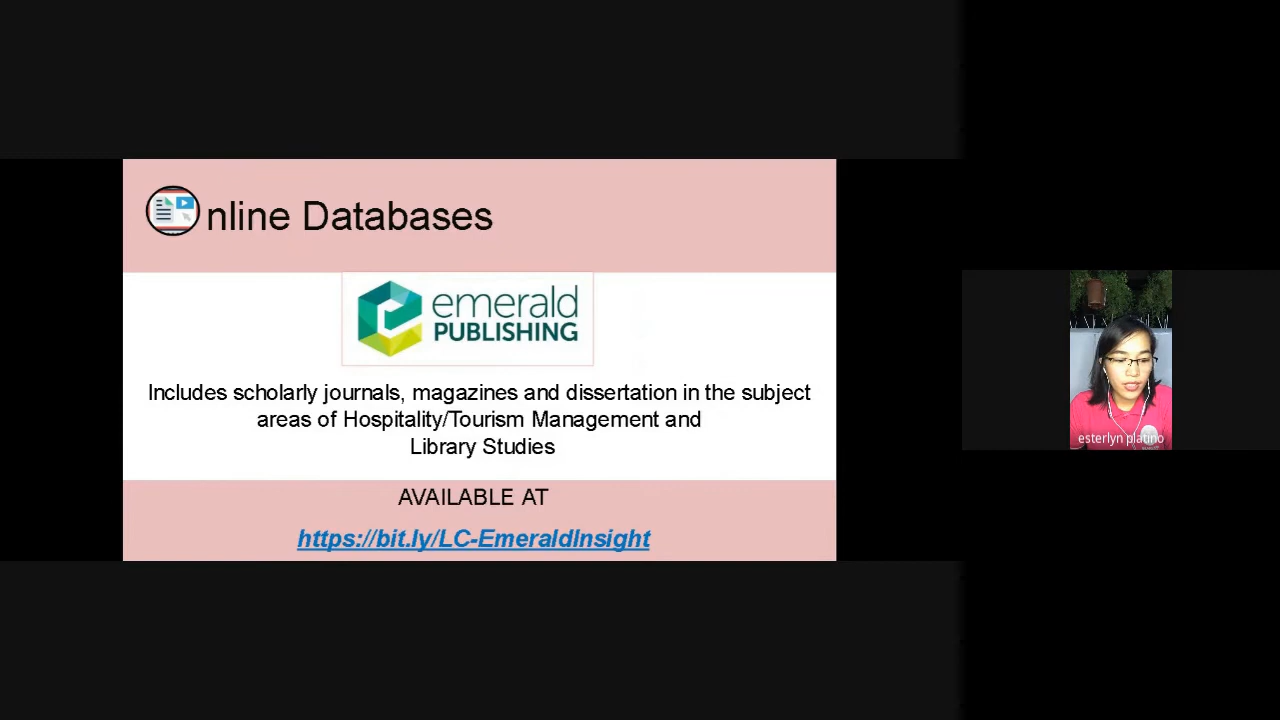 nline Databases
emerald
PUBLISHING
Includes scholarly journals, magazines and dissertation in the subject
areas of Hospitality/Tourism Management and
Library Studies
AVAILABLE AT
https://bit.ly/LC-EmeraldInsight
esterlyn platino